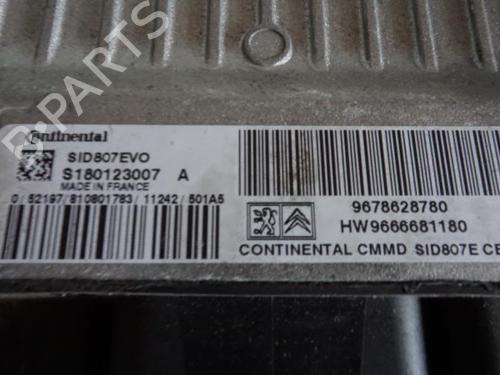 B-PARTS
Continental
SID807EVO
S180123007 A
MADE IN FRANCE
0/52197/810801783/11242/501A5
9678628780
HW9666681180
CONTINENTAL CMMD SID807E CE